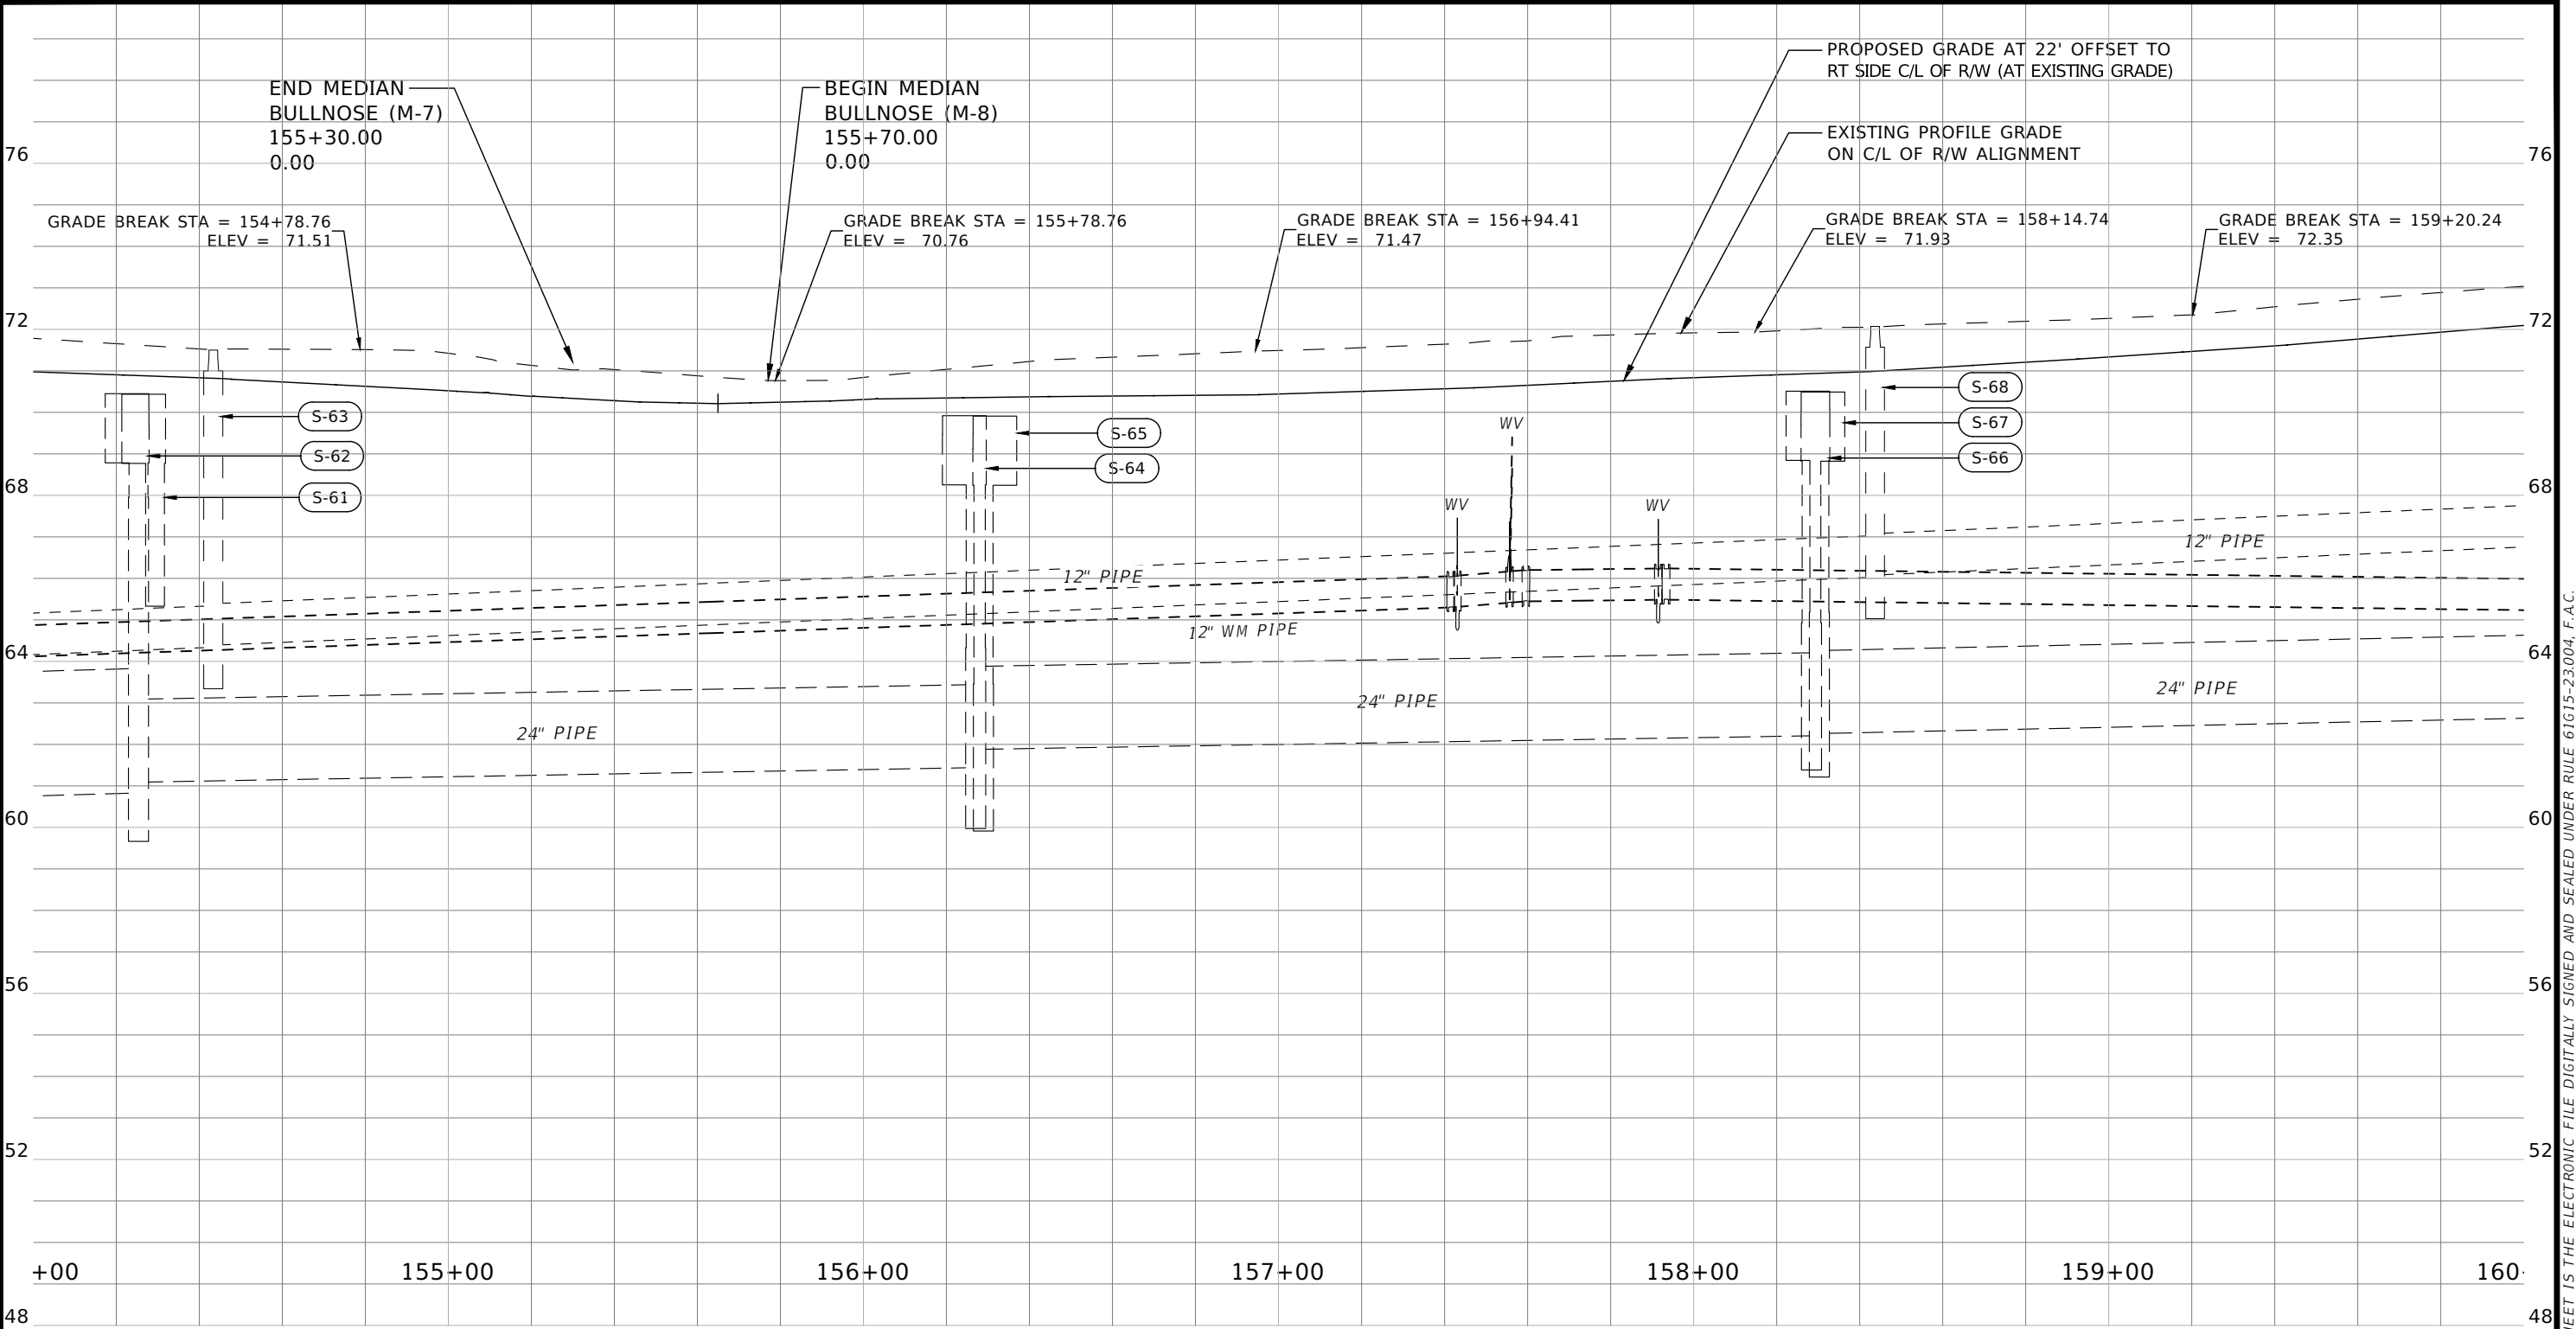 PROPOSED GRADE AT 22' OFFSET TO
RT SIDE C/L OF R/W (AT EXISTING GRADE)
END MEDIAN
BULLNOSE (M-7)
155+30.00
0.00
BEGIN MEDIAN
BULLNOSE (M-8)
155+70.00
0.00
EXISTING PROFILE GRADE
ON C/L OF R/W ALIGNMENT
76
76
GRADE BREAK STA = 154+78.76
ELEV = 71.51
GRADE BREAK STA = 155+78.76
ELEV = 70.76
GRADE BREAK STA = 156+94.41
ELEV = 71.47
GRADE BREAK STA = 158+14.74
ELEV = 71.93
GRADE BREAK STA = 159+20.24
ELEV = 72.35
72
72
S-63
S-62
S-61
S-65
S-64
S-68
S-67
S-66
WV
WV
WV
68
68
12" PIPE
12" PIPE
12" WM PIPE
64
64
24" PIPE
24" PIPE
24" PIPE
60
60
56
56
52
52
+00
155+00
156+00
157+00
158+00
159+00
160
48
48
IS THE ELECTRONIC FILE DIGITALLY SIGNED AND SEALED UNDER RULE 61G15-23.004, F.A.C.